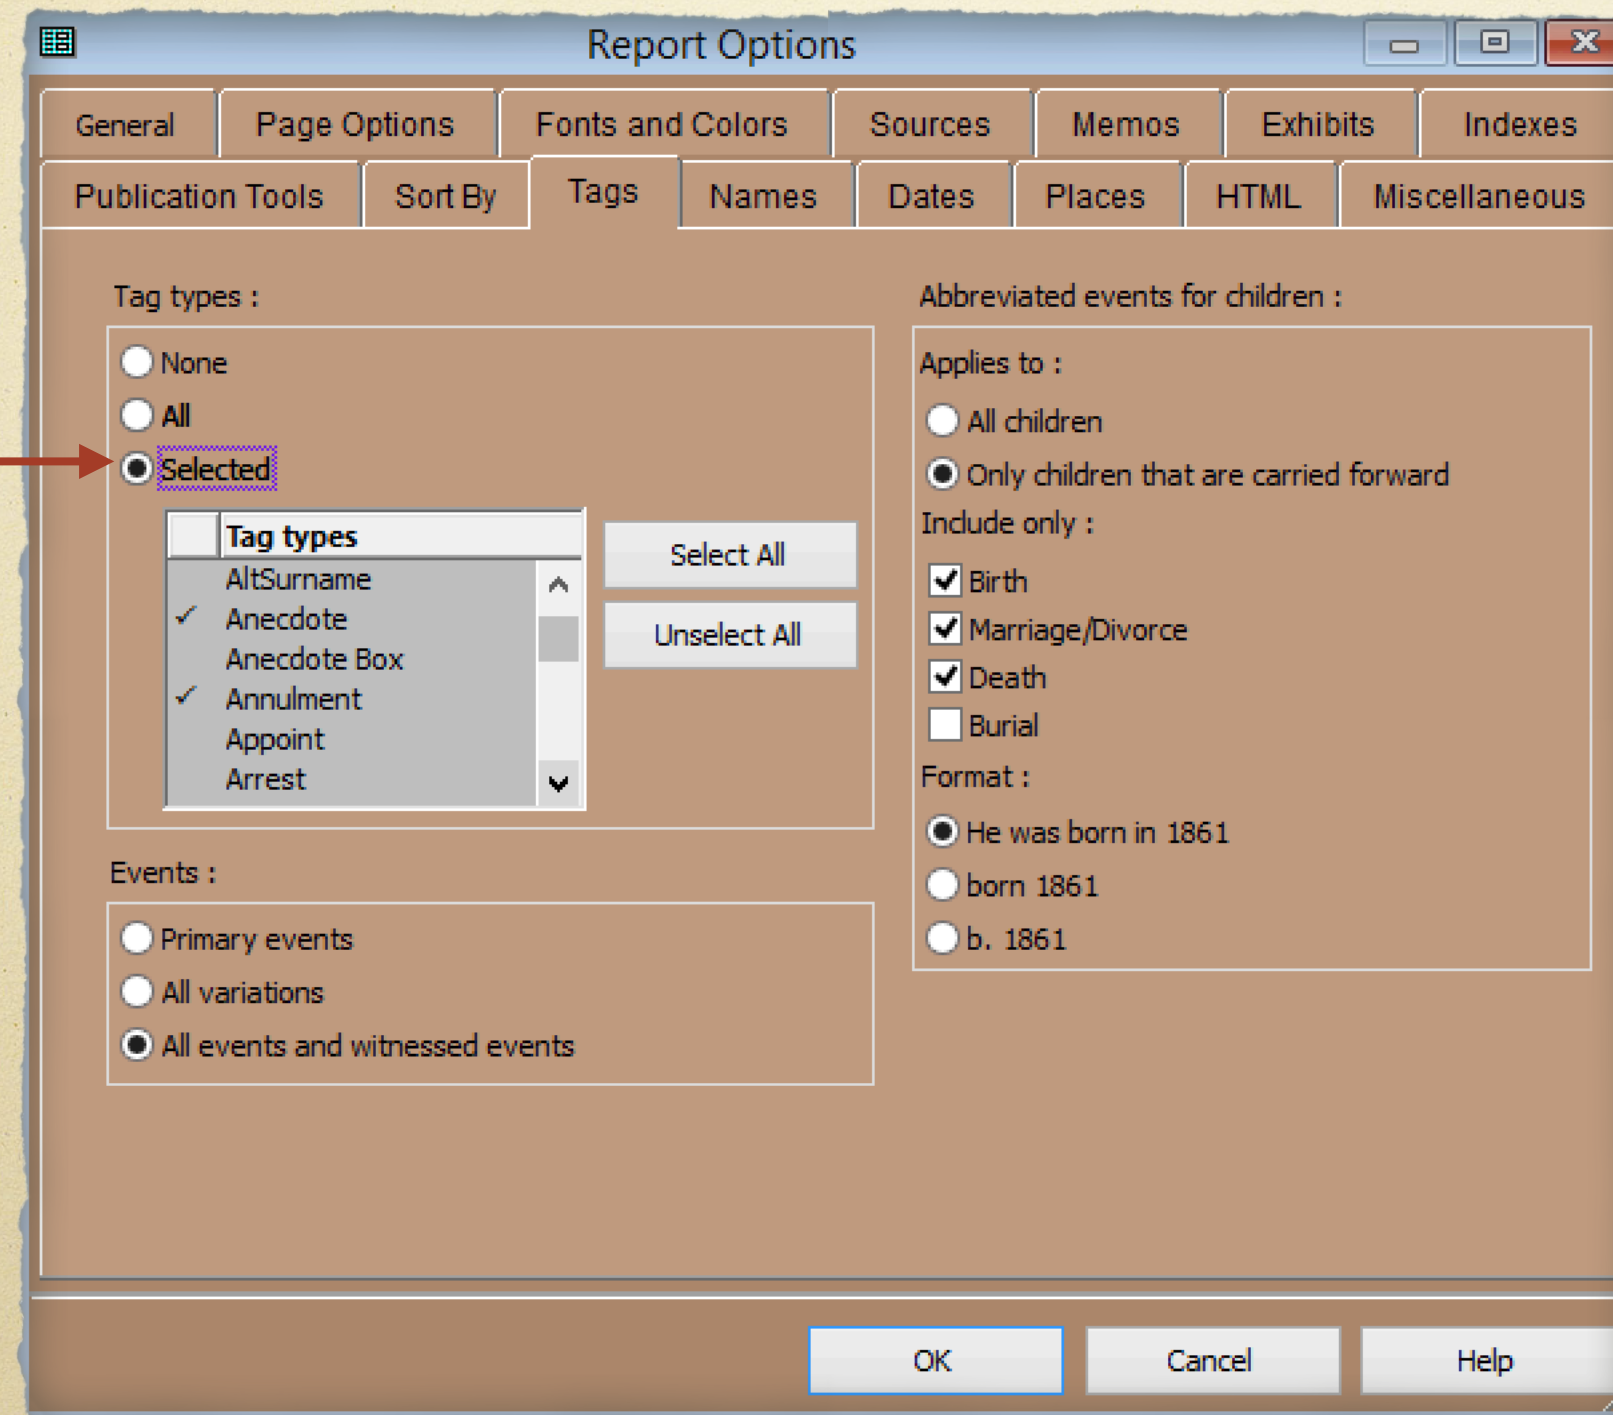 Report Options
General Page Options Fonts and Colors Sources Memos Exhibits Indexes
Publication Tools Sort By Tags Names Dates Places HTML Miscellaneous
Tag types :
None
All
Selected
Tag types
AltSurname
Anecdote
Anecdote Box
Annulment
Appoint
Arrest
Select All
Unselect All
Events :
Primary events
All variations
All events and witnessed events
Abbreviated events for children :
Applies to :
All children
Only children that are carried forward
Include only :
Birth
Marriage/Divorce
Death
Burial
Format :
He was born in 1861
born 1861
b. 1861
OK Cancel Help